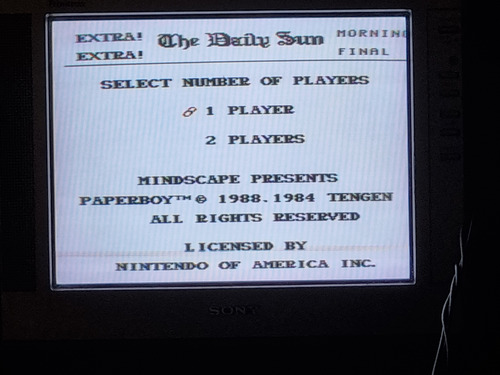 EXTRA! The Daily Sun MORNING
EXTRA! FINAL
SELECT NUMBER OF PLAYERS
1 PLAYER
2 PLAYERS
MINDSCAPE PRESENTS
PAPERBOY™© 1988.1984 TENGEN
ALL RIGHTS RESERVED
LICENSED BY
NINTENDO OF AMERICA INC.
SONY